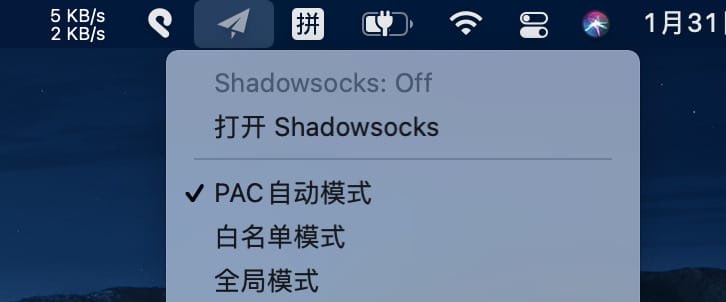 5 KB/s
2 KB/s
拼
1月31
Shadowsocks: Off
打开 Shadowsocks
PAC自动模式
白名单模式
全局模式